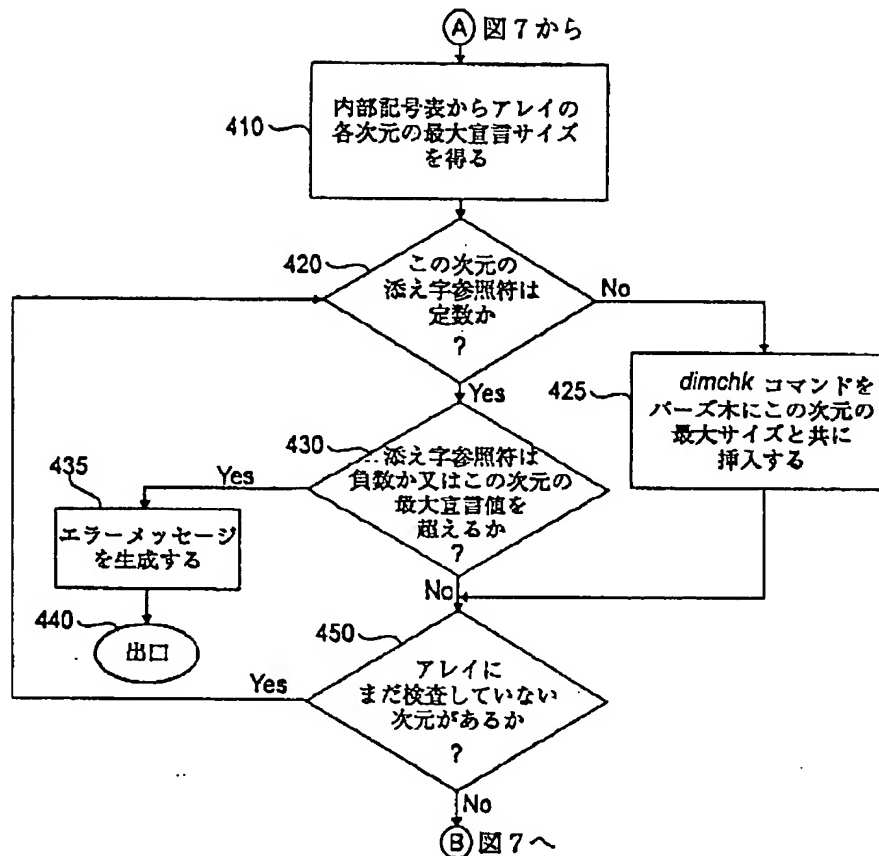 A 図7から
410
内部記号表からアレイの
各次元の最大宣言サイズ
を得る
420
この次元の
添え字参照符は
定数か
?
No
Yes
425
dimchk コマンドを
パーズ木にこの次元の
最大サイズと共に
挿入する
430
添え字参照符は
負数か又はこの次元の
最大宣言値を
超えるか
?
Yes
No
435
エラーメッセージ
を生成する
440
出口
450
アレイに
まだ検査していない
次元があるか
?
Yes
No
B 図7へ